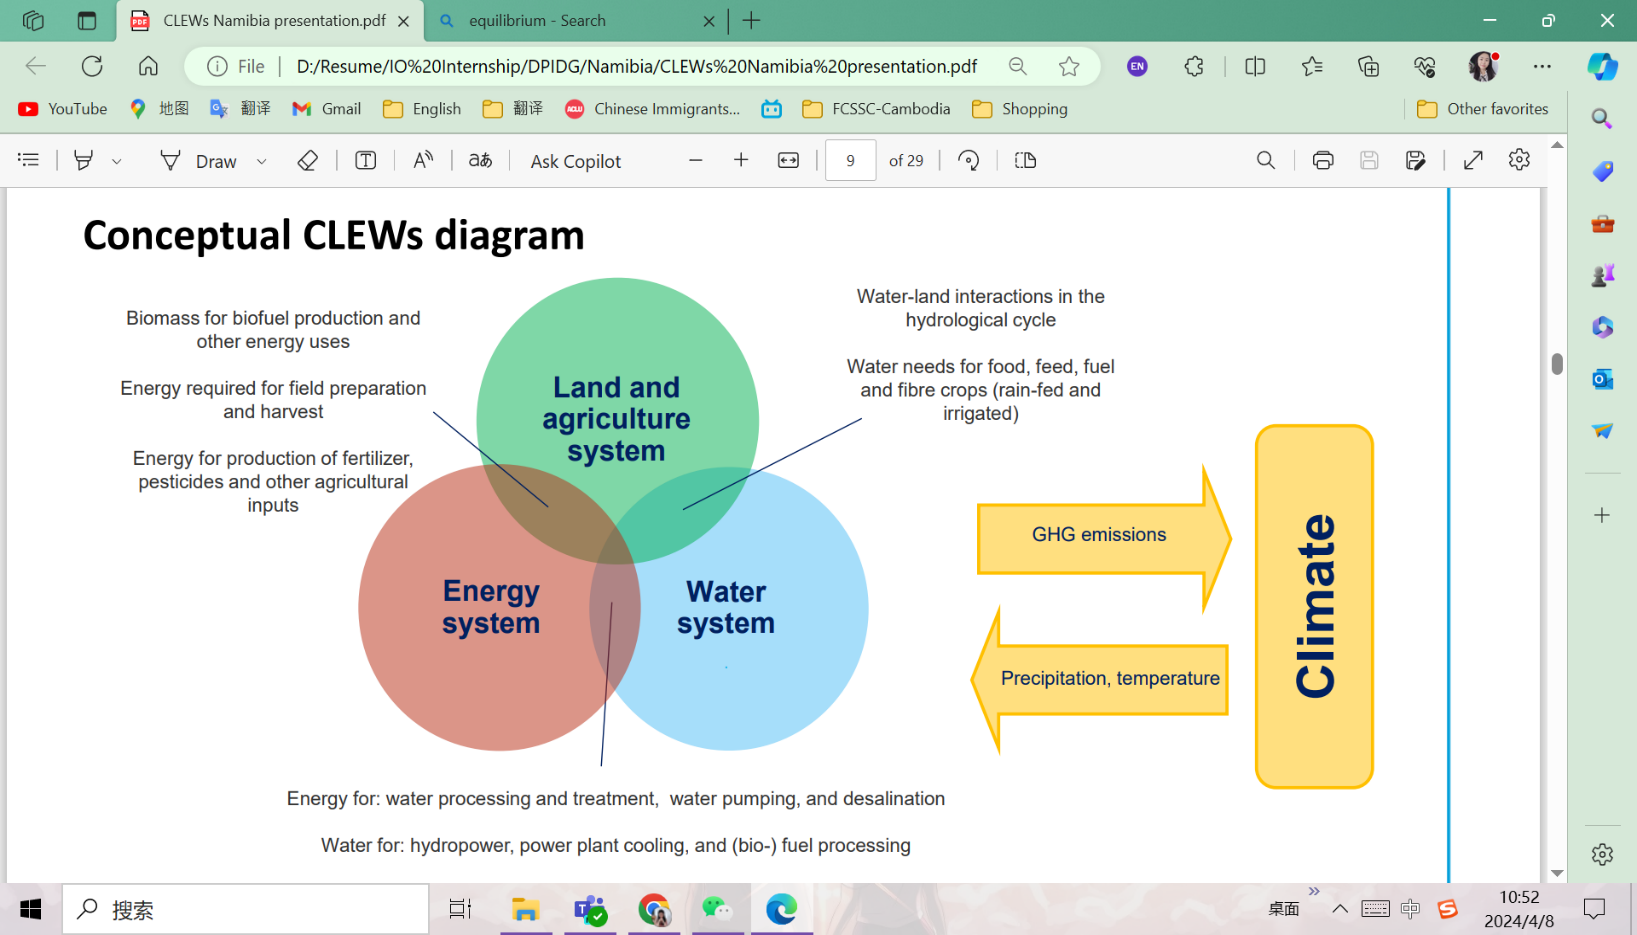 CLEWs Namibia presentation.pdf
equilibrium - Search
File
D:/Resume/IO%20Internship/DPIDG/Namibia/CLEWs%20Namibia%20presentation.pdf
EN
YouTube
地图
翻译
Gmail
English
翻译
ACLU
Chinese Immigrants...
FCSSC-Cambodia
Shopping
Other favorites
Draw
Ask Copilot
9
of 29
Conceptual CLEWs diagram
Biomass for biofuel production and
other energy uses
Energy required for field preparation
and harvest
Energy for production of fertilizer,
pesticides and other agricultural
inputs
Water-land interactions in the
hydrological cycle
Water needs for food, feed, fuel
and fibre crops (rain-fed and
irrigated)
Land and
agriculture
system
Energy
system
Water
system
GHG emissions
Precipitation, temperature
Climate
Energy for: water processing and treatment, water pumping, and desalination
Water for: hydropower, power plant cooling, and (bio-) fuel processing
搜索
桌面
中
10:52
2024/4/8